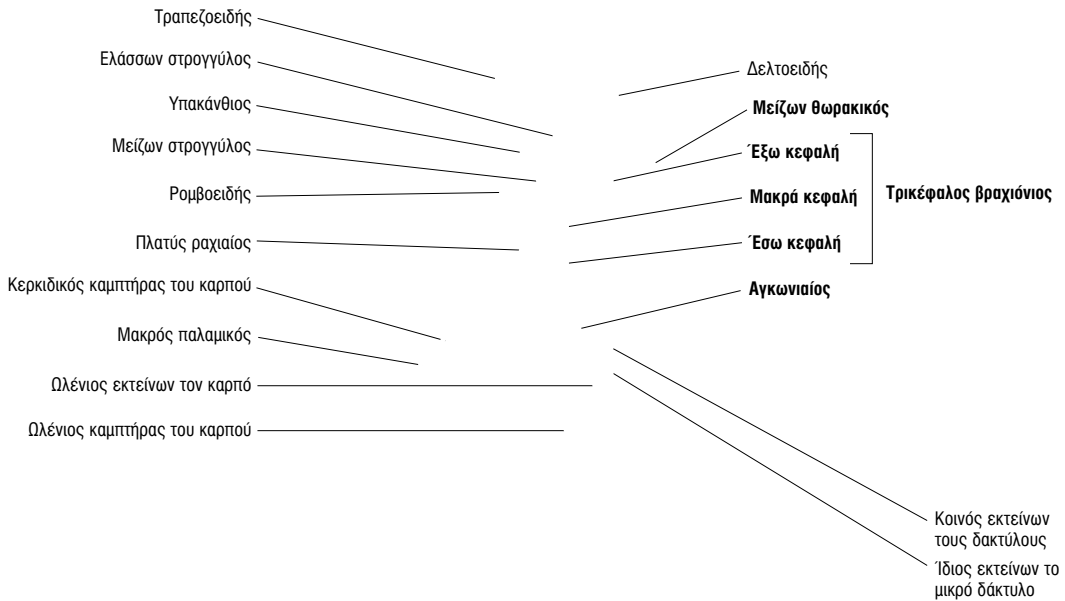 Τραπεζοειδής
Ελάσσων στρογγύλος
Υπακάνθιος
Μείζων στρογγύλος
Ρομβοειδής
Πλατύς ραχιαίος
Κερκιδικός καμπτήρας του καρπού
Μακρός παλαμικός
Ωλένιος εκτείνων τον καρπό
Ωλένιος καμπτήρας του καρπού
Δελτοειδής
Μείζων θωρακικός
Έξω κεφαλή
Μακρά κεφαλή
Έσω κεφαλή
Τρικέφαλος βραχιόνιος
Αγκωνιαίος
Κοινός εκτείνων
τους δακτύλους
Ίδιος εκτείνων το
μικρό δάκτυλο